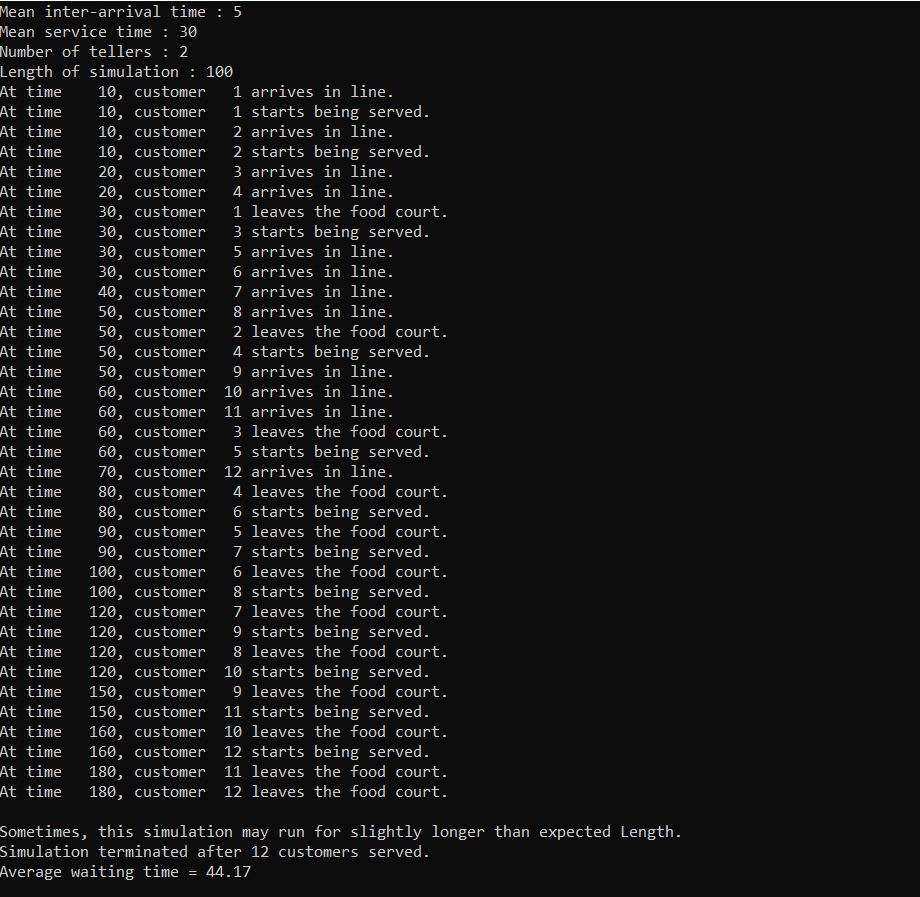 Mean inter-arrival time : 5
Mean service time : 30
Number of tellers : 2
Length of simulation : 100
At time    10, customer   1 arrives in line.
At time    10, customer   1 starts being served.
At time    10, customer   2 arrives in line.
At time    10, customer   2 starts being served.
At time    20, customer   3 arrives in line.
At time    20, customer   4 arrives in line.
At time    30, customer   1 leaves the food court.
At time    30, customer   3 starts being served.
At time    30, customer   5 arrives in line.
At time    30, customer   6 arrives in line.
At time    40, customer   7 arrives in line.
At time    50, customer   8 arrives in line.
At time    50, customer   2 leaves the food court.
At time    50, customer   4 starts being served.
At time    50, customer   9 arrives in line.
At time    60, customer  10 arrives in line.
At time    60, customer  11 arrives in line.
At time    60, customer   3 leaves the food court.
At time    60, customer   5 starts being served.
At time    70, customer  12 arrives in line.
At time    80, customer   4 leaves the food court.
At time    80, customer   6 starts being served.
At time    90, customer   5 leaves the food court.
At time    90, customer   7 starts being served.
At time   100, customer   6 leaves the food court.
At time   100, customer   8 starts being served.
At time   120, customer   7 leaves the food court.
At time   120, customer   9 starts being served.
At time   120, customer   8 leaves the food court.
At time   120, customer  10 starts being served.
At time   150, customer   9 leaves the food court.
At time   150, customer  11 starts being served.
At time   160, customer  10 leaves the food court.
At time   160, customer  12 starts being served.
At time   180, customer  11 leaves the food court.
At time   180, customer  12 leaves the food court.
Sometimes, this simulation may run for slightly longer than expected Length.
Simulation terminated after 12 customers served.
Average waiting time = 44.17